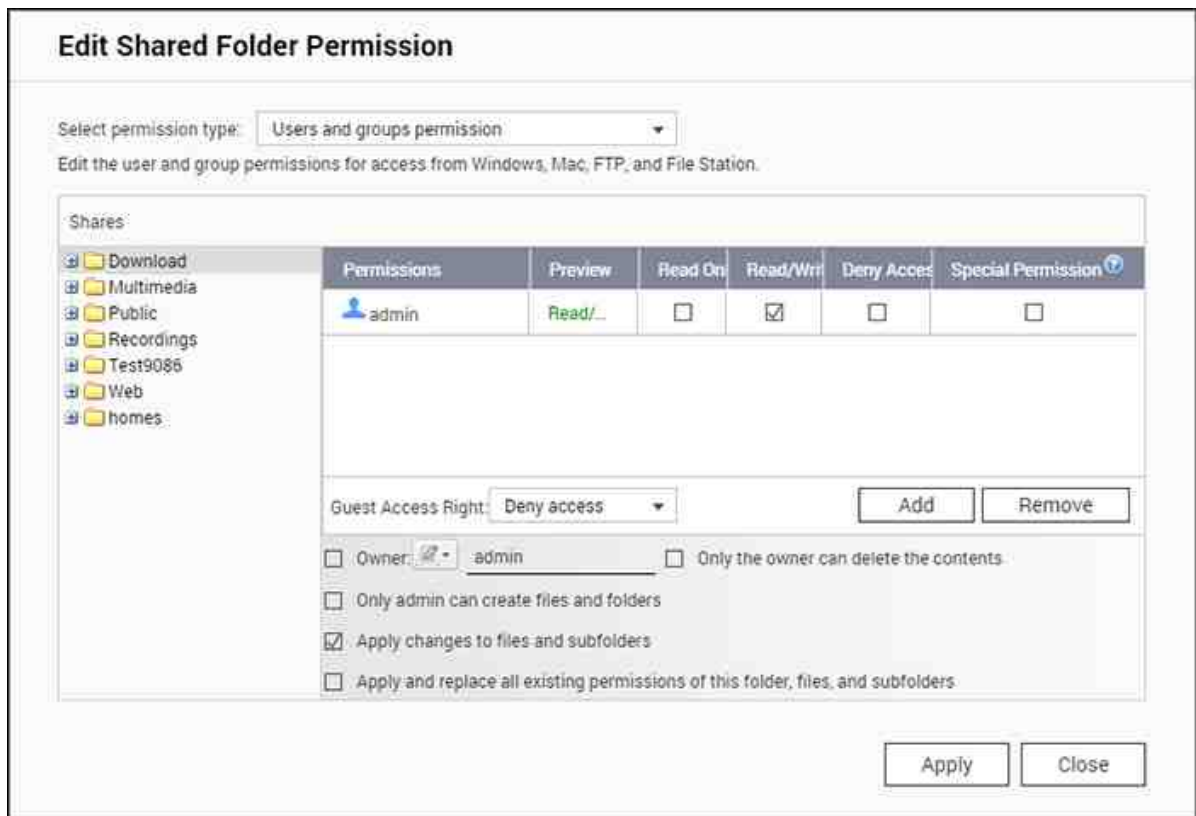 Edit Shared Folder Permission
Select permission type: Users and groups permission
Edit the user and group permissions for access from Windows, Mac, FTP, and File Station.
Shares
Download
Multimedia
Public
Recordings
Test9086
Web
homes
Permissions Preview Read On Read/Wri Deny Acces Special Permission
admin Read/...
Guest Access Right: Deny access Add Remove
Owner: admin Only the owner can delete the contents
Only admin can create files and folders
Apply changes to files and subfolders
Apply and replace all existing permissions of this folder, files, and subfolders
Apply Close